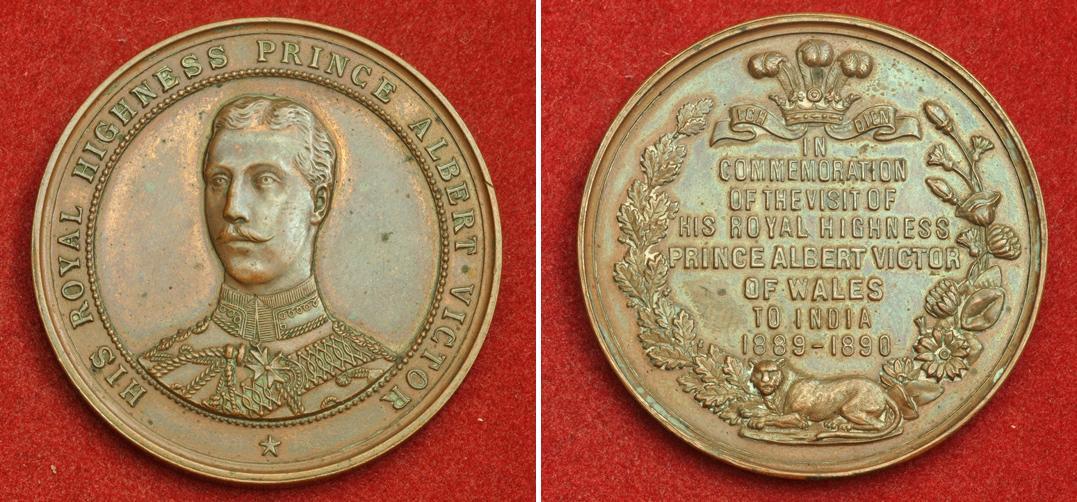 HIS ROYAL HIGHNESS PRINCE ALBERT VICTOR
ICH DIEN
IN
COMMEMORATION
OF THE VISIT OF
HIS ROYAL HIGHNESS
PRINCE ALBERT VICTOR
OF WALES
TO INDIA
1889-1890